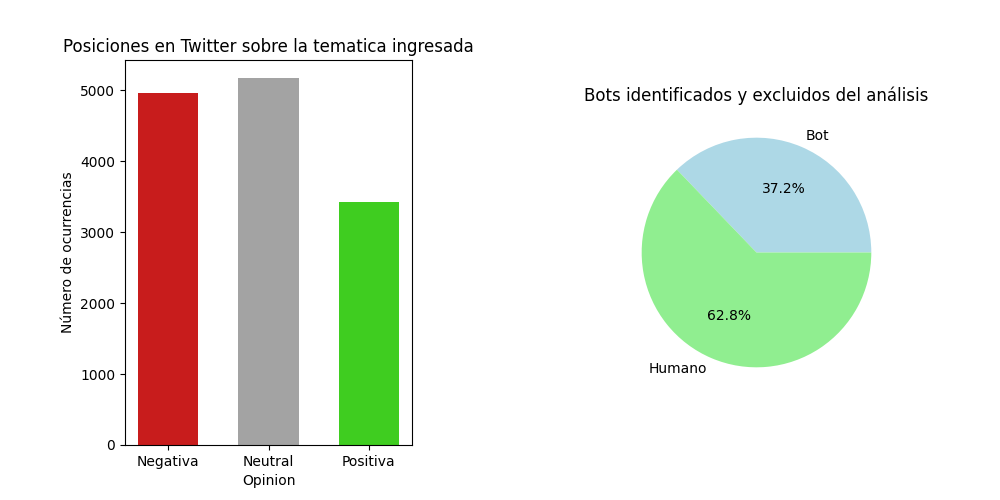 Posiciones en Twitter sobre la tematica ingresada
Número de ocurrencias
5000
4000
3000
2000
1000
0
Negativa
Neutral
Positiva
Opinion
Bots identificados y excluidos del análisis
Bot
37.2%
62.8%
Humano